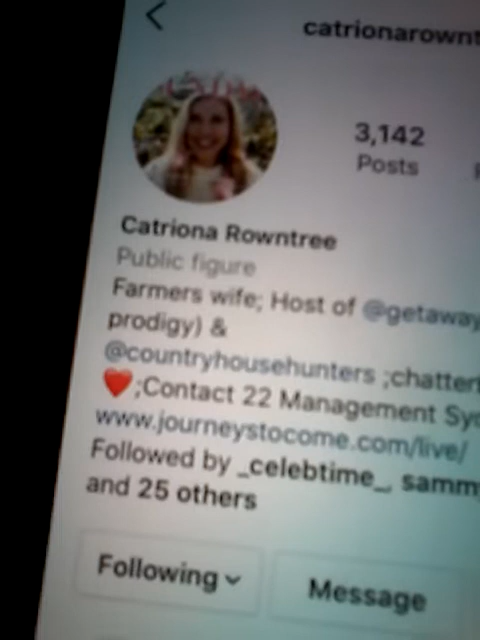 catrionarownt
3,142
Posts
Catriona Rowntree
Public figure
Farmers wife; Host of @getaway
prodigy) &
@countryhousehunters ;chatter
❤️;Contact 22 Management Syd
www.journeystocome.com/live/
Followed by _celebtime_, samm
and 25 others
Following
Message